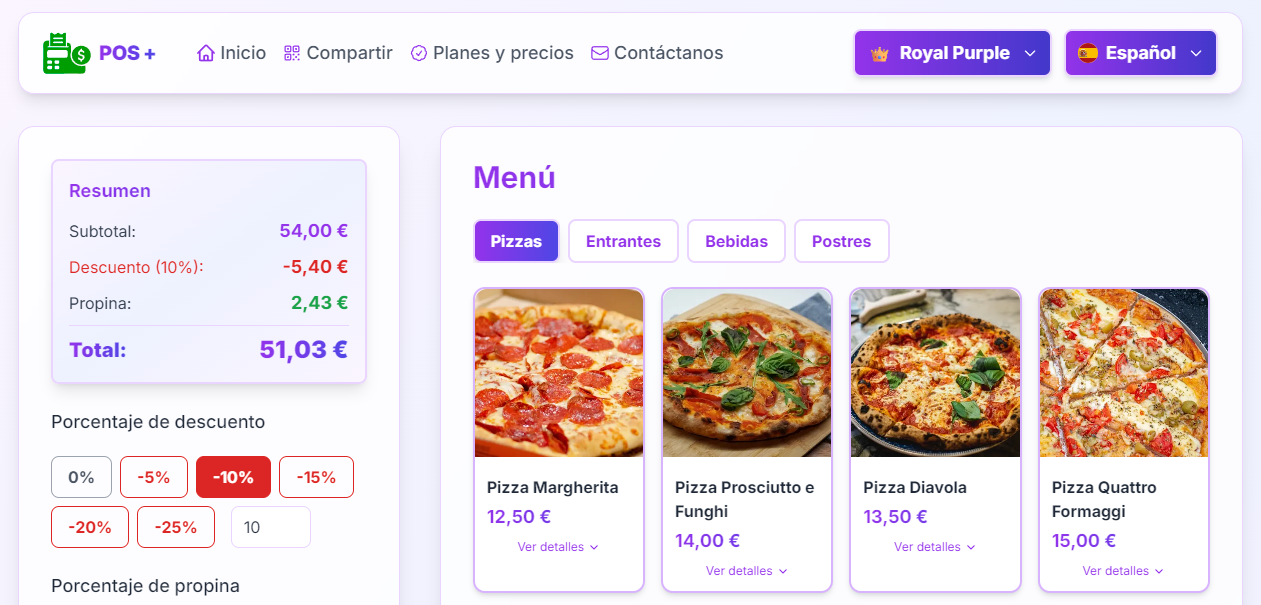 POS +
Inicio
Compartir
Planes y precios
Contáctanos
Royal Purple
Español
Resumen
Subtotal: 54,00 €
Descuento (10%): -5,40 €
Propina: 2,43 €
Total: 51,03 €
Porcentaje de descuento
0% -5% -10% -15%
-20% -25% 10
Porcentaje de propina
Menú
Pizzas Entrantes Bebidas Postres
Pizza Margherita
12,50 €
Ver detalles
Pizza Prosciutto e
Funghi
14,00 €
Ver detalles
Pizza Diavola
13,50 €
Ver detalles
Pizza Quattro
Formaggi
15,00 €
Ver detalles